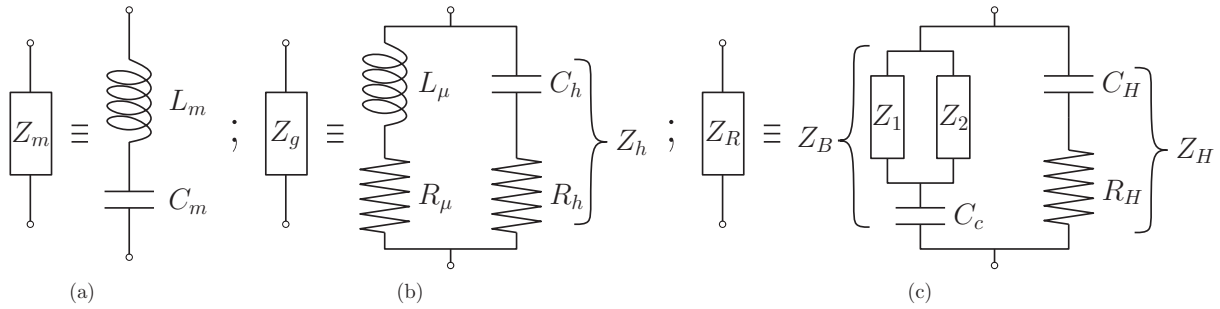 Z_m ≡ L_m C_m ; Z_g ≡ L_μ R_μ C_h R_h Z_h ; Z_R ≡ Z_B Z_1 Z_2 C_c C_H R_H Z_H
(a) (b) (c)